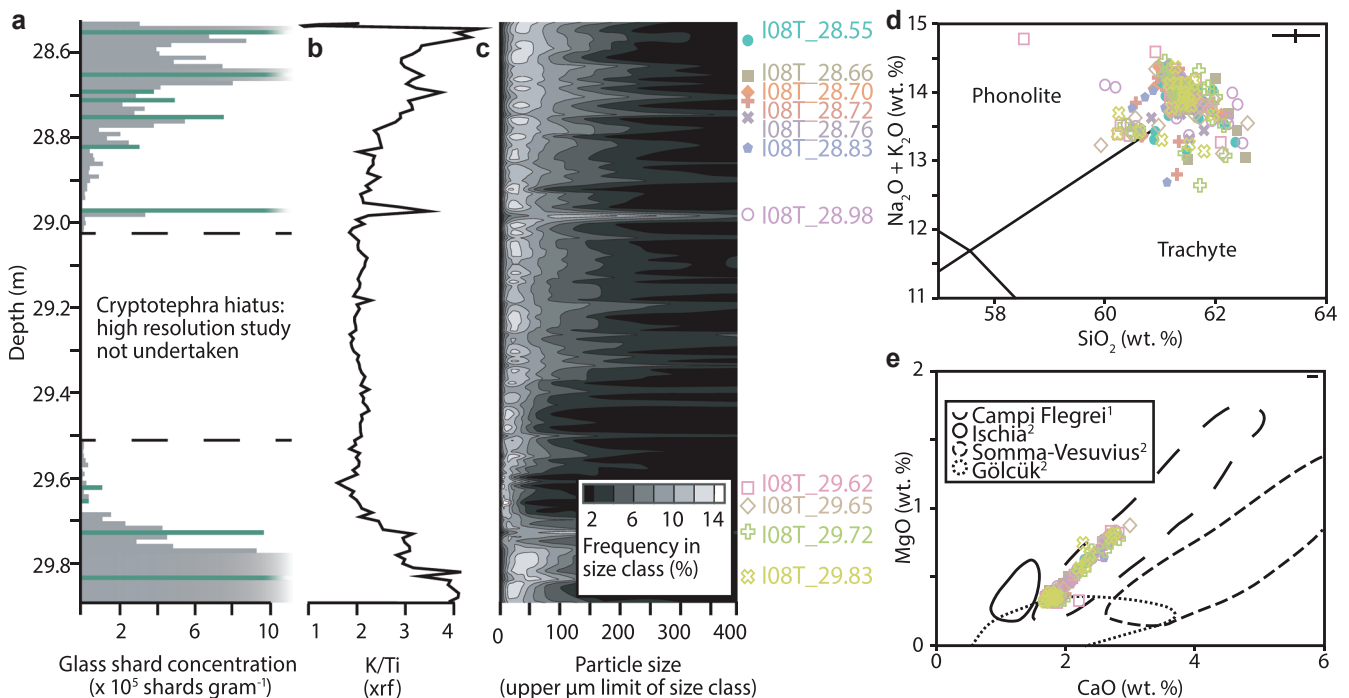 a
28.6
28.8
29.0
29.2
29.4
29.6
29.8
Depth (m)
Cryptotephra hiatus:
high resolution study
not undertaken
2
6
10
Glass shard concentration
(x 10⁵ shards gram⁻¹)
b
1
2
3
4
K/Ti
(xrf)
c
2 6 10 14
Frequency in
size class (%)
0
100
200
300
400
Particle size
(upper µm limit of size class)
I08T_28.55
I08T_28.66
I08T_28.70
I08T_28.72
I08T_28.76
I08T_28.83
I08T_28.98
I08T_29.62
I08T_29.65
I08T_29.72
I08T_29.83
d
15
14
13
12
11
Na₂O + K₂O (wt. %)
Phonolite
Trachyte
58
60
62
64
SiO₂ (wt. %)
e
2
1
0
MgO (wt. %)
Campi Flegrei¹
Ischia²
Somma-Vesuvius²
Gölcük²
0
2
4
6
CaO (wt. %)